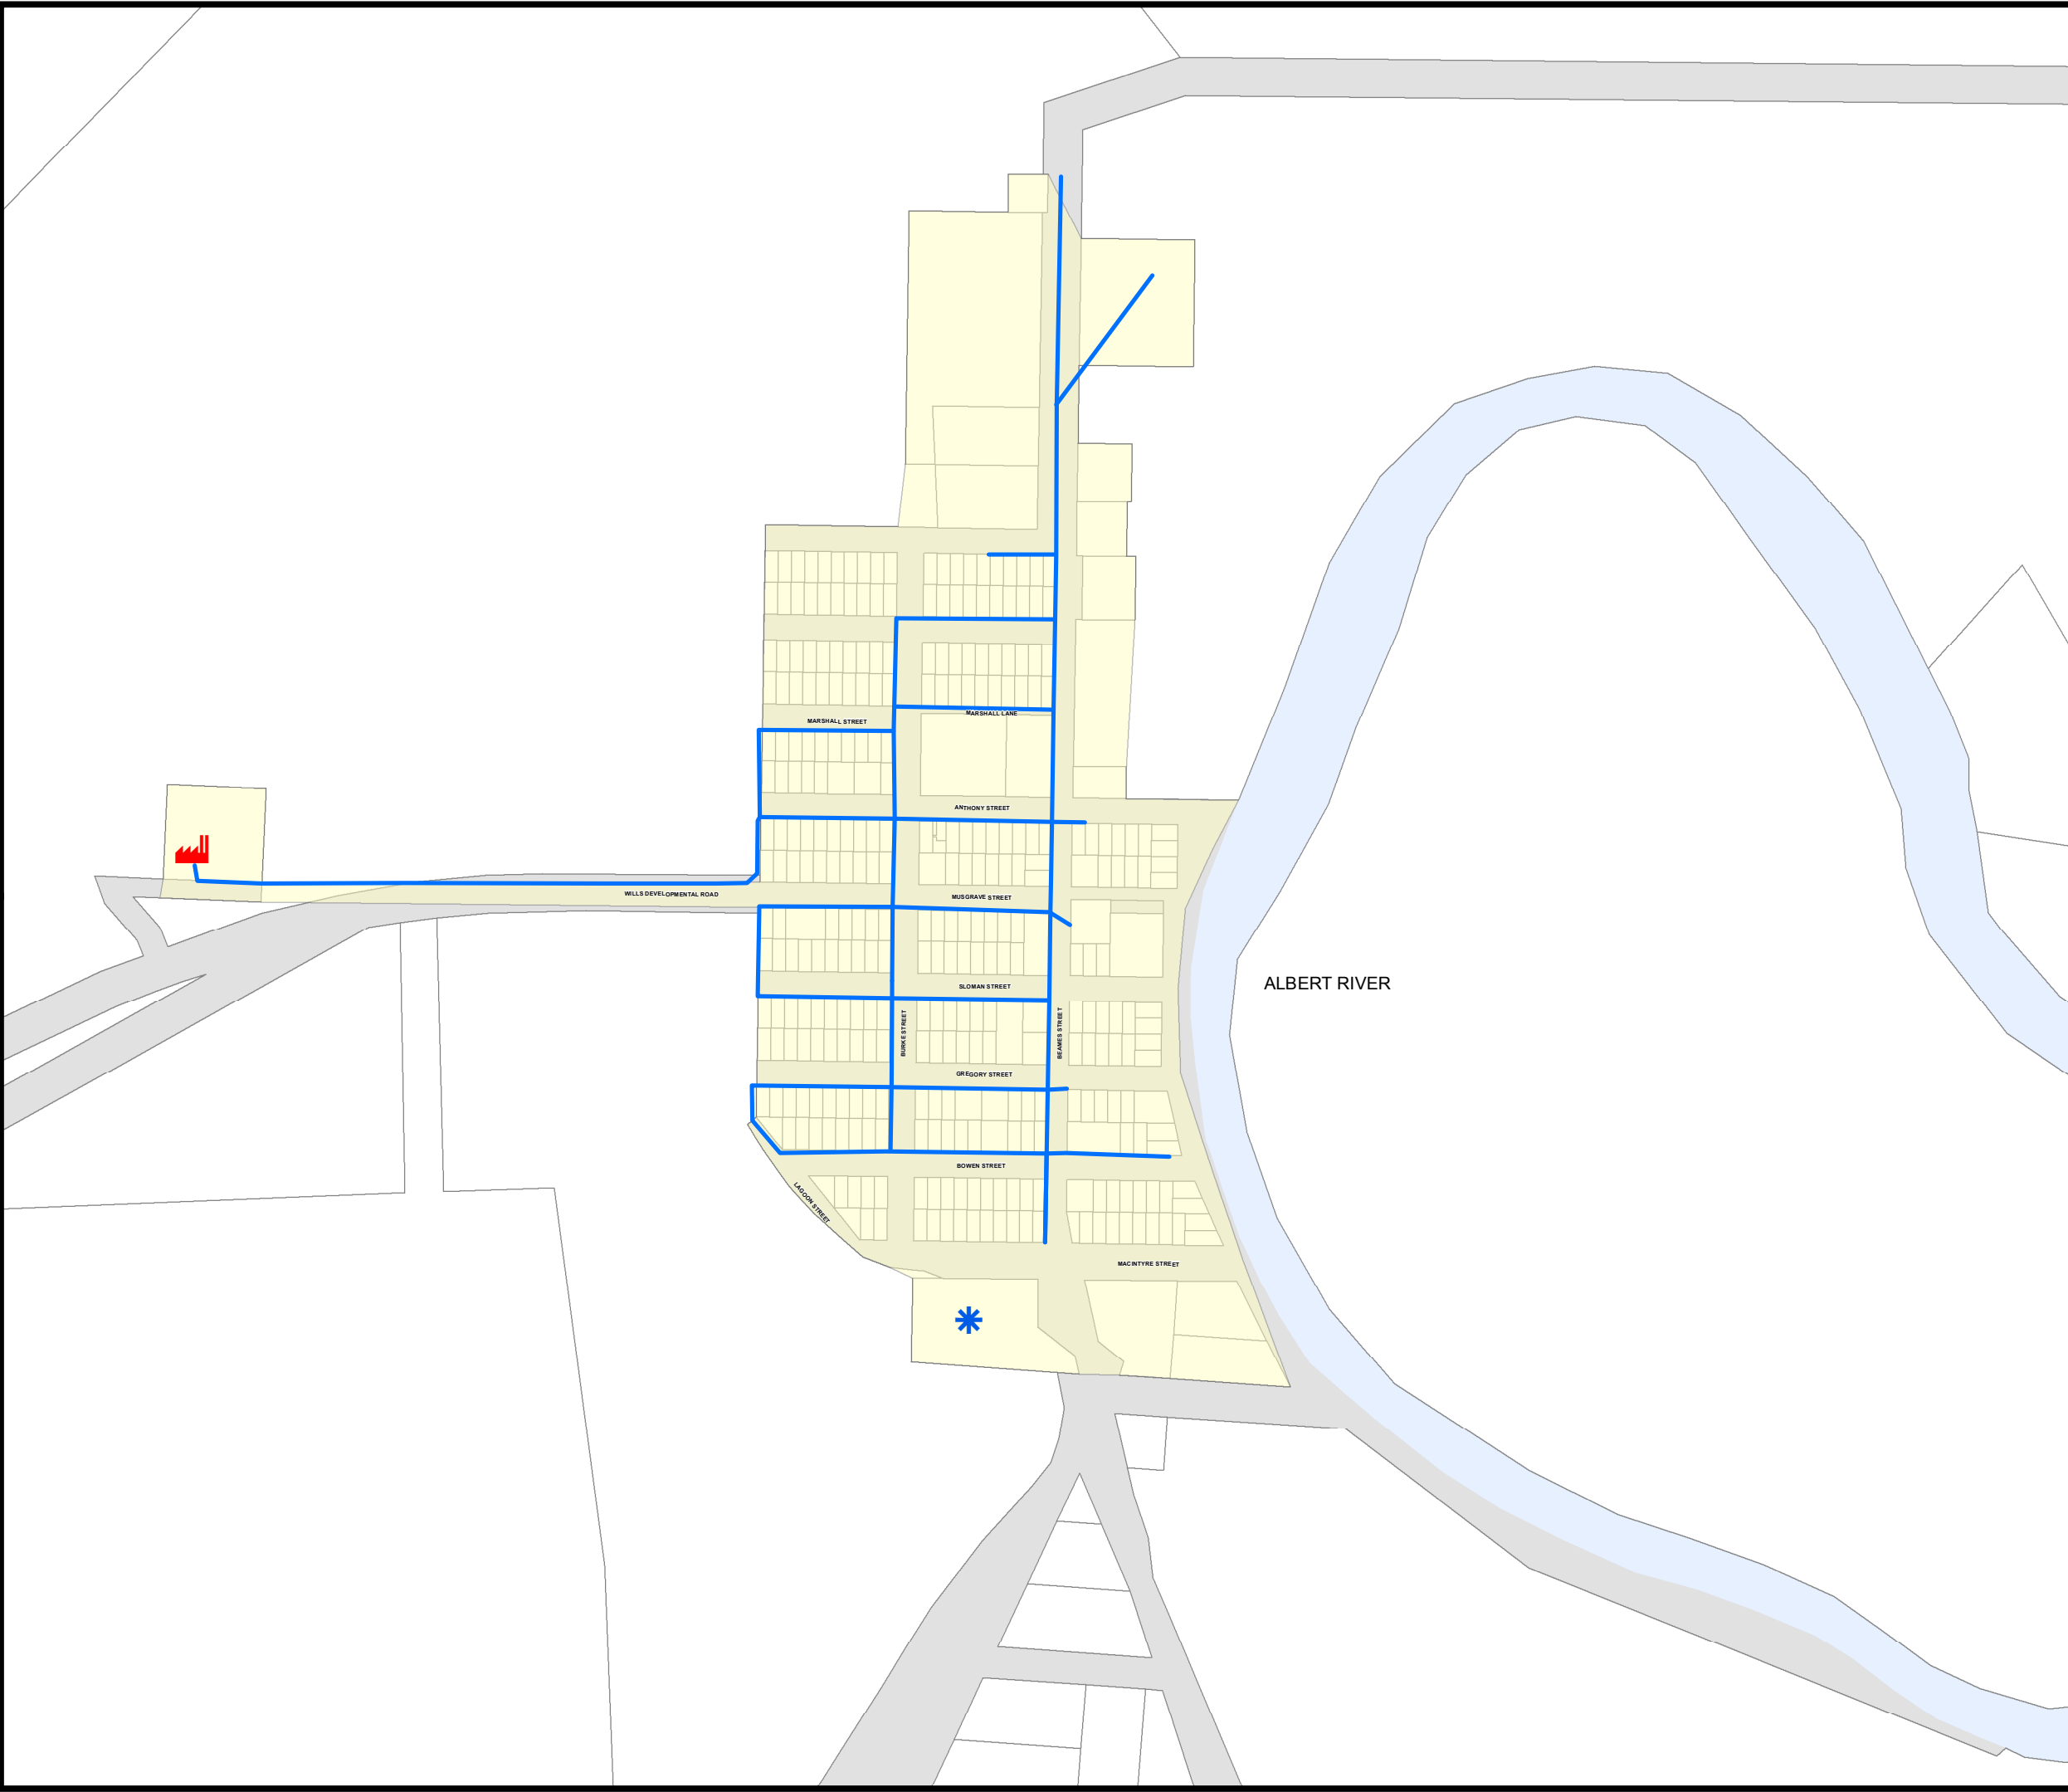 MARSHALL LANE
MARSHALL STREET
ANTHONY STREET
WILLS DEVELOPMENTAL ROAD
MUSGRAVE STREET
ALBERT RIVER
SLOMAN STREET
BURKE STREET
BEAMES STREET
GREGORY STREET
BOWEN STREET
LAGOON STREET
MACINTYRE STREET